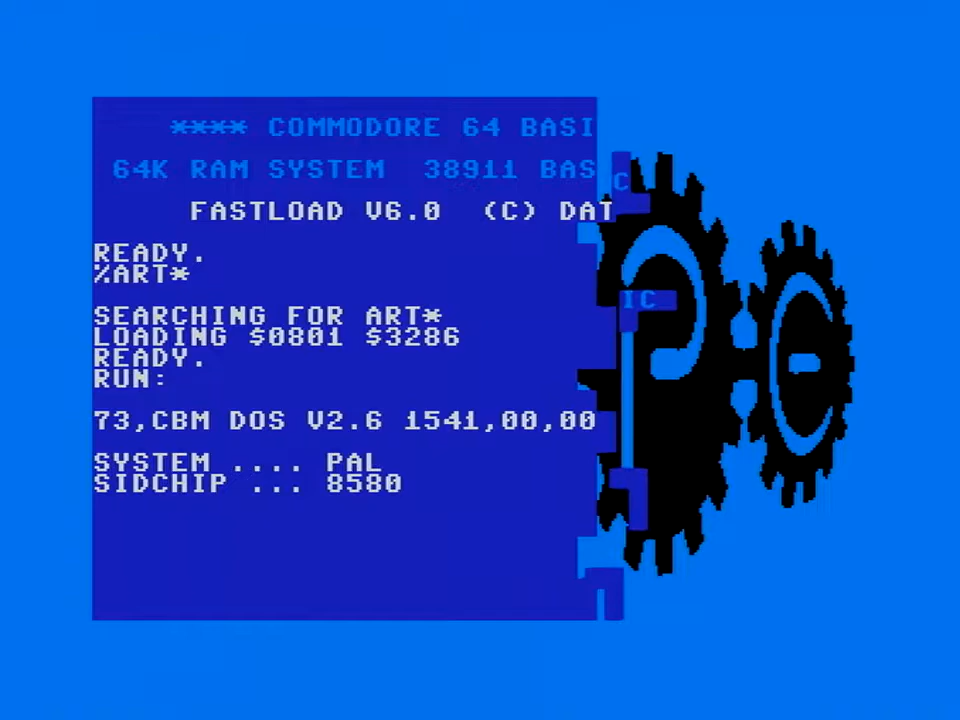 **** COMMODORE 64 BASI
64K RAM SYSTEM 38911 BAS
C
FASTLOAD V6.0 (C) DAT
READY.
%ART*
IC
SEARCHING FOR ART*
LOADING $0801 $3286
READY.
RUN:
73,CBM DOS V2.6 1541,00,00
SYSTEM .... PAL
SIDCHIP ... 8580